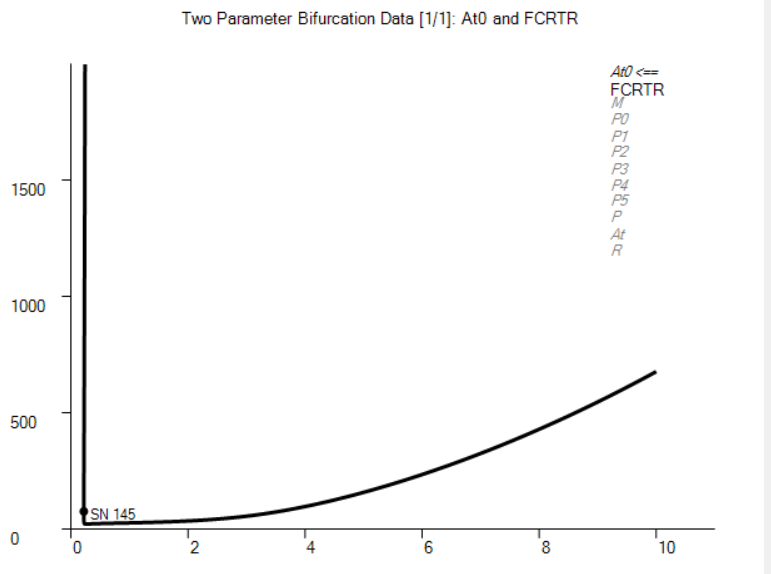 Two Parameter Bifurcation Data [1/1]: At0 and FCRTR
At0 <==
FCRTR
M
P0
P1
P2
P3
P4
P5
P
At
R
1500
1000
500
0
SN 145
0 2 4 6 8 10